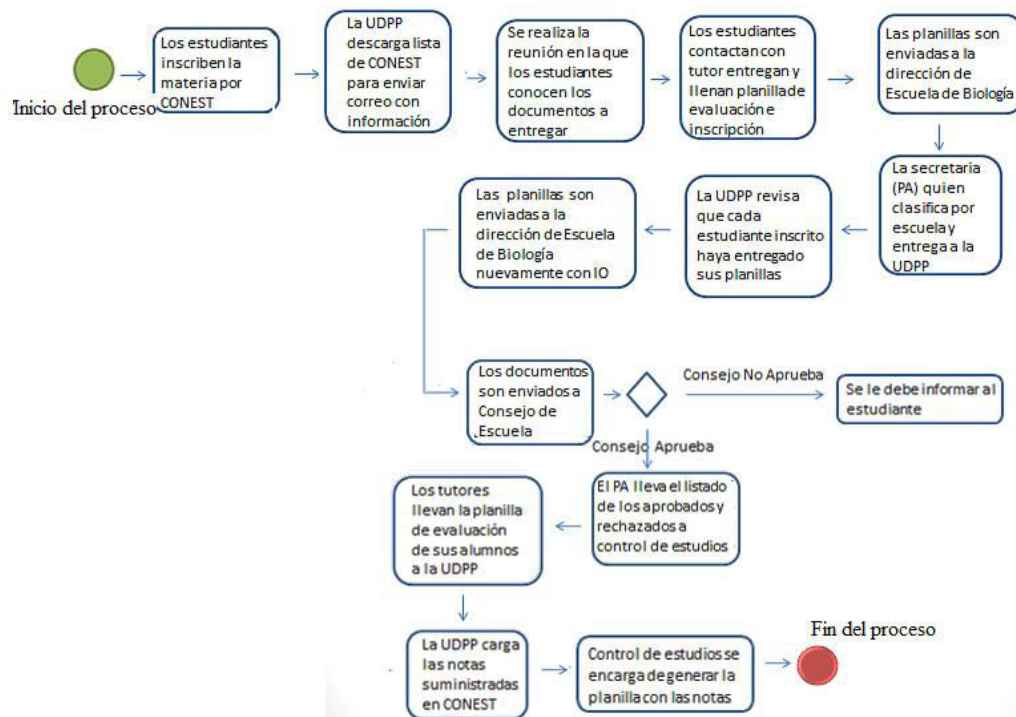 Los estudiantes
inscriben la
materia por
CONEST
Inicio del proceso
La UDPP
descarga lista
de CONEST
para enviar
correo con
información
Se realiza la
reunión en la que
los estudiantes
conocen los
documentos a
entregar
Los estudiantes
contactan con
tutor entregan y
llenan planilla de
evaluación e
inscripción
Las planillas son
enviadas a la
dirección de
Escuela de Biología
La secretaria
(PA) quien
clasifica por
escuela y
entrega a la
UDPP
La UDPP revisa
que cada
estudiante inscrito
haya entregado
sus planillas
Las planillas son
enviadas a la
dirección de Escuela
de Biología
nuevamente con IO
Los documentos
son enviados a
Consejo de
Escuela
Consejo No Aprueba
Se le debe informar al
estudiante
Consejo Aprueba
El PA lleva el listado
de los aprobados y
rechazados a
control de estudios
Los tutores
llevan la planilla
de evaluación
de sus alumnos
a la UDPP
La UDPP carga
las notas
suministradas
en CONEST
Control de estudios se
encarga de generar la
planilla con las notas
Fin del proceso